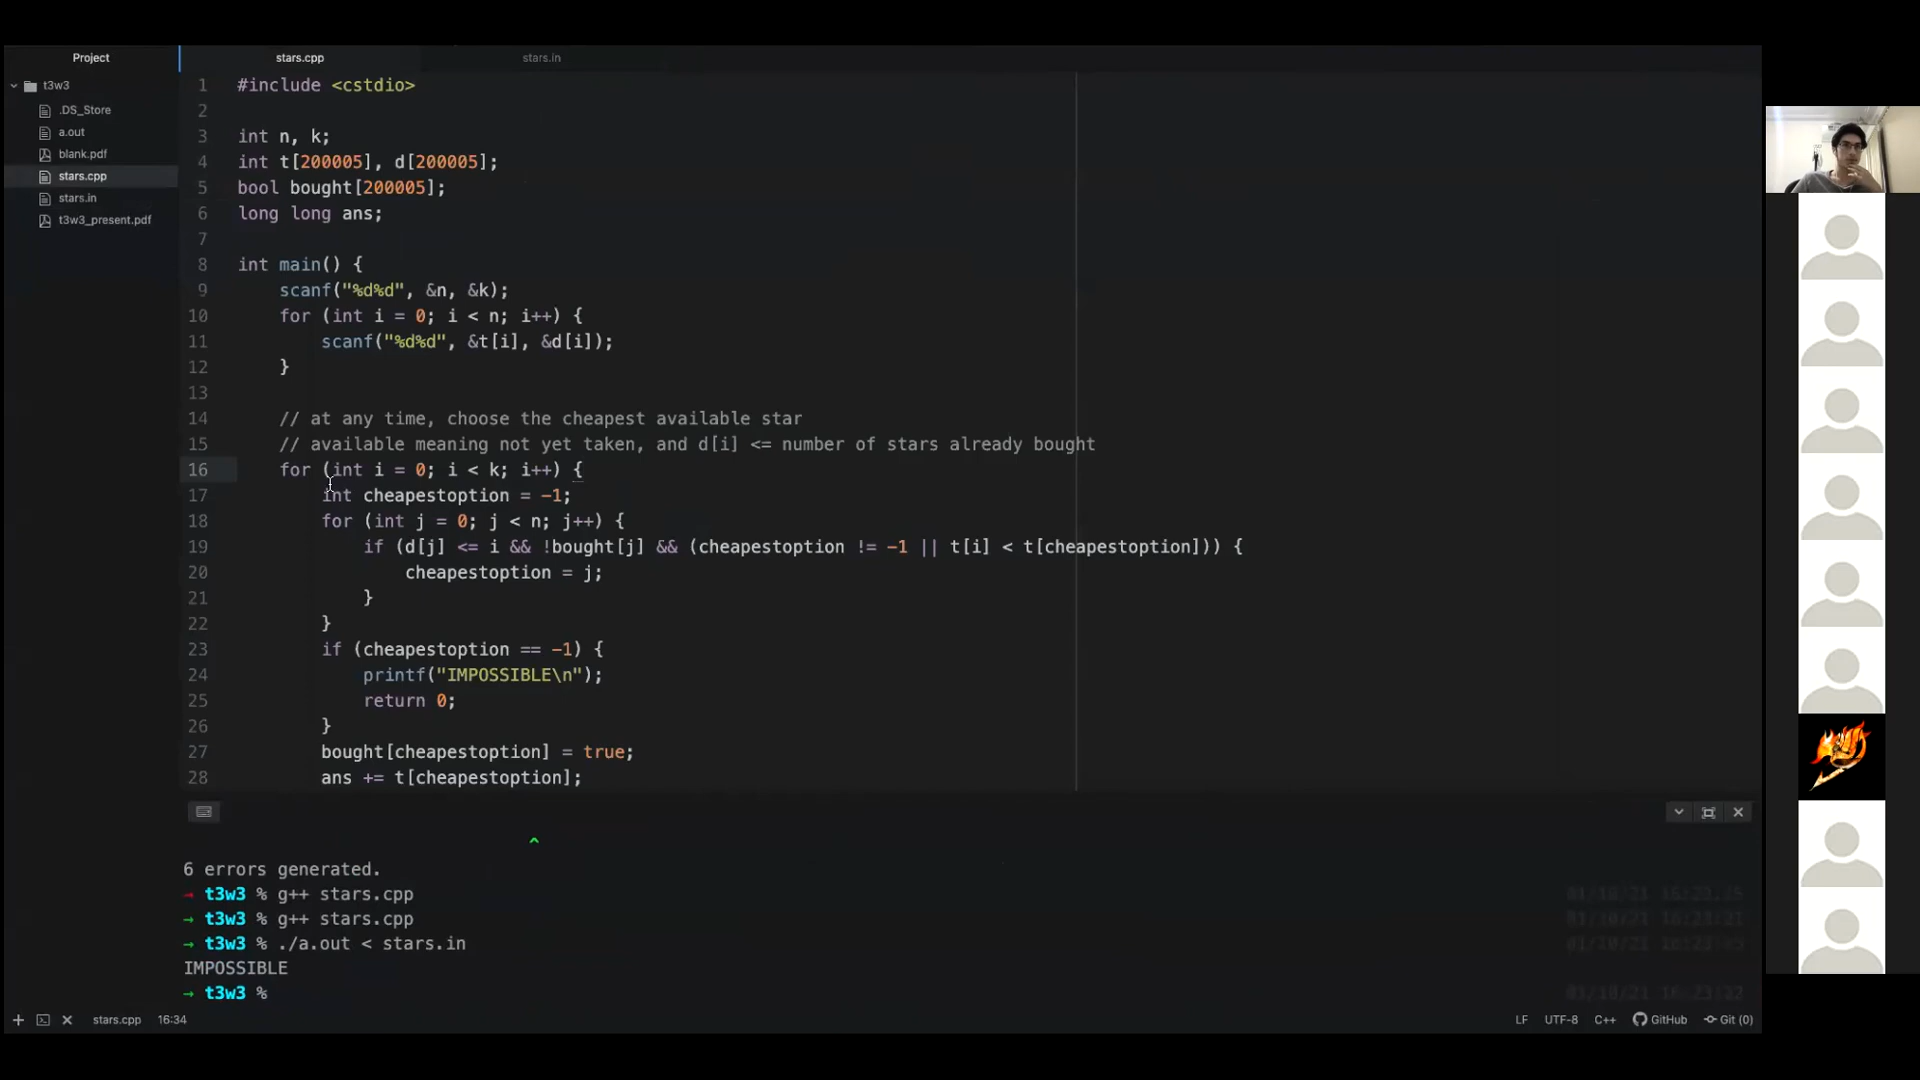 Project
stars.cpp
stars.in
t3w3
.DS_Store
a.out
blank.pdf
stars.cpp
stars.in
t3w3_present.pdf
1 #include <cstdio>
2
3 int n, k;
4 int t[200005], d[200005];
5 bool bought[200005];
6 long long ans;
7
8 int main() {
9 scanf("%d%d", &n, &k);
10 for (int i = 0; i < n; i++) {
11 scanf("%d%d", &t[i], &d[i]);
12 }
13
14 // at any time, choose the cheapest available star
15 // available meaning not yet taken, and d[i] <= number of stars already bought
16 for (int i = 0; i < k; i++) {
17 int cheapestoption = -1;
18 for (int j = 0; j < n; j++) {
19 if (d[j] <= i && !bought[j] && (cheapestoption != -1 || t[i] < t[cheapestoption])) {
20 cheapestoption = j;
21 }
22 }
23 if (cheapestoption == -1) {
24 printf("IMPOSSIBLE\n");
25 return 0;
26 }
27 bought[cheapestoption] = true;
28 ans += t[cheapestoption];
^
6 errors generated.
→ t3w3 % g++ stars.cpp
→ t3w3 % g++ stars.cpp
→ t3w3 % ./a.out < stars.in
IMPOSSIBLE
→ t3w3 %
stars.cpp 16:34
LF UTF-8 C++ GitHub Git (0)